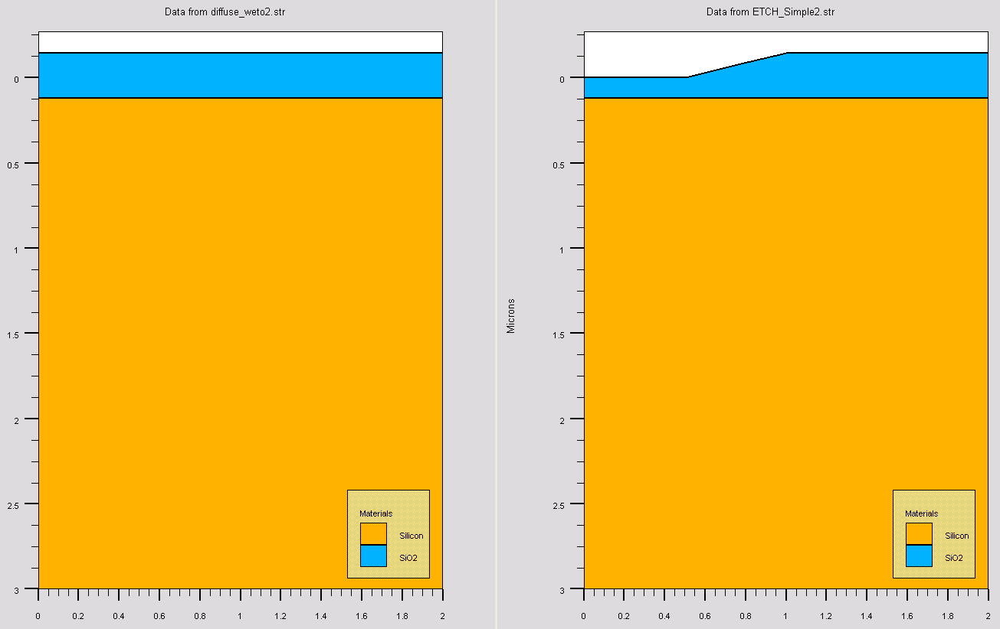 Data from diffuse_weto2.str
0
0.5
1
1.5
2
2.5
3
Materials
Silicon
SiO2
0 0.2 0.4 0.6 0.8 1 1.2 1.4 1.6 1.8 2
Data from ETCH_Simple2.str
Microns
0
0.5
1
1.5
2
2.5
3
Materials
Silicon
SiO2
0 0.2 0.4 0.6 0.8 1 1.2 1.4 1.6 1.8 2